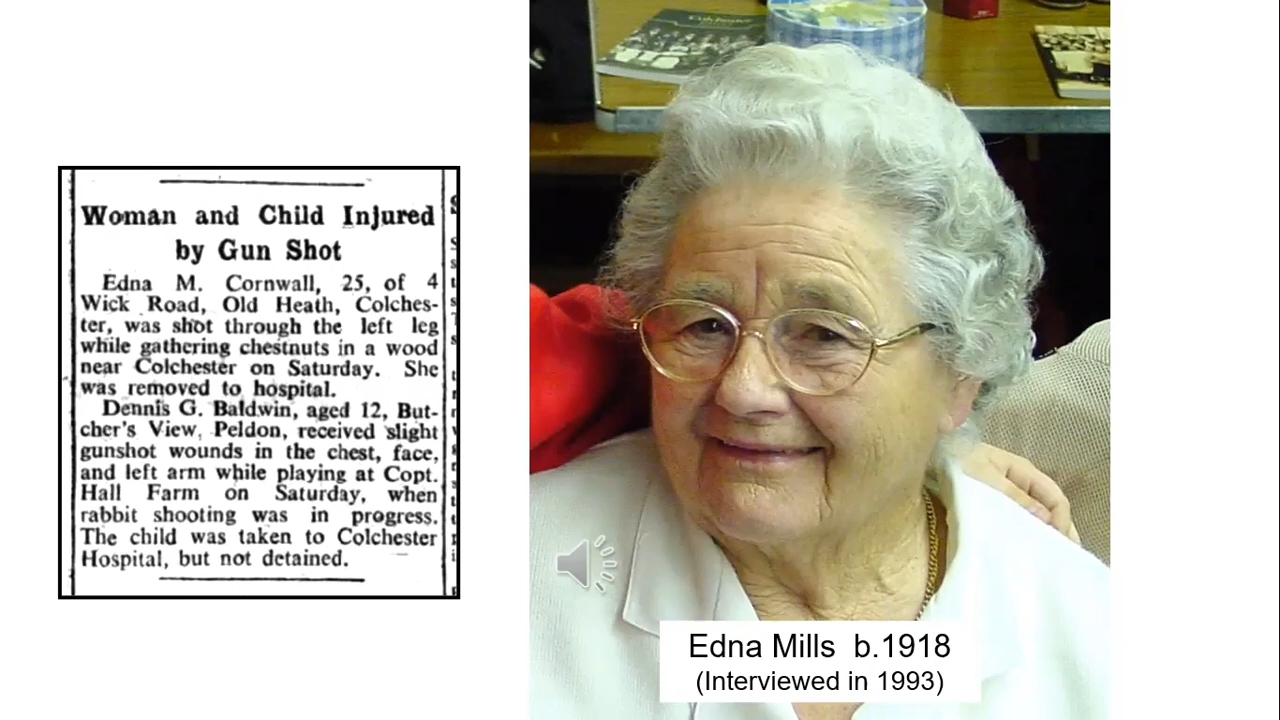 Woman and Child Injured
by Gun Shot
Edna M. Cornwall, 25, of 4
Wick Road, Old Heath, Colches-
ter, was shot through the left leg
while gathering chestnuts in a wood
near Colchester on Saturday. She
was removed to hospital.
Dennis G. Baldwin, aged 12, But-
cher's View, Peldon, received slight
gunshot wounds in the chest, face,
and left arm while playing at Copt.
Hall Farm on Saturday, when
rabbit shooting was in progress.
The child was taken to Colchester
Hospital, but not detained.
Colchester
Edna Mills b.1918
(Interviewed in 1993)